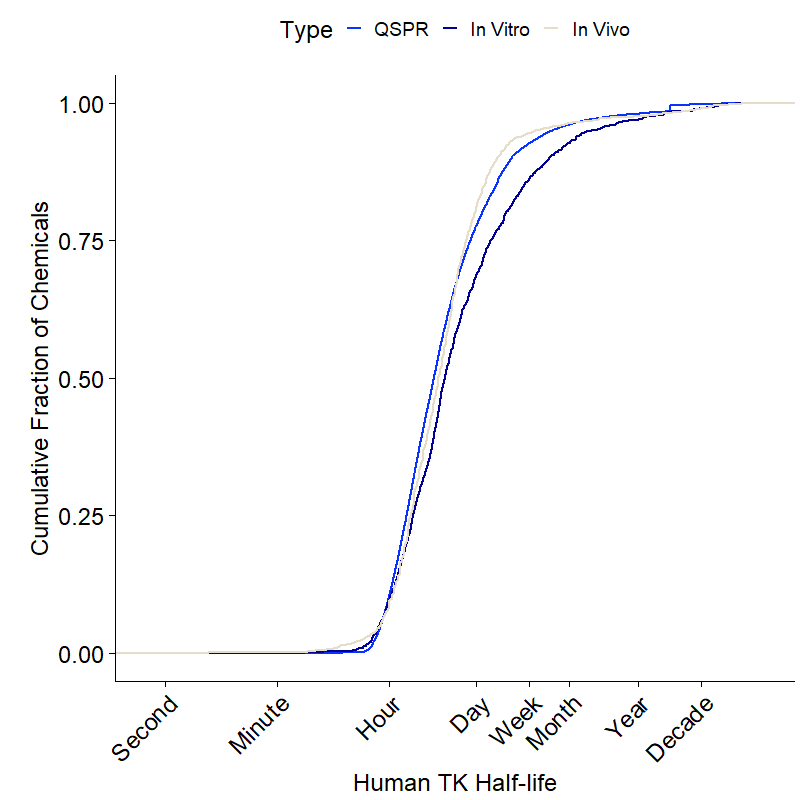 Type QSPR In Vitro In Vivo
Cumulative Fraction of Chemicals
1.00
0.75
0.50
0.25
0.00
Second Minute Hour Day Week Month Year Decade
Human TK Half-life